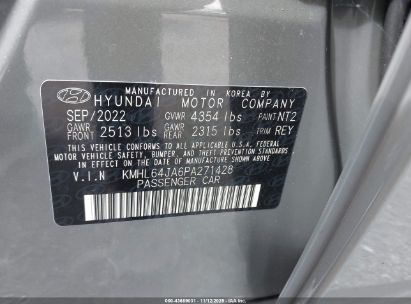 MANUFACTURED IN KOREA BY
HYUNDAI MOTOR COMPANY
SEP/2022 GVWR 4354 lbs PAINT NT2
GAWR FRONT 2513 lbs GAWR REAR 2315 lbs TRIM REY
THIS VEHICLE CONFORMS TO ALL APPLICABLE U.S.A. FEDERAL
MOTOR VEHICLE SAFETY, BUMPER, AND THEFT PREVENTION STANDARDS
IN EFFECT ON THE DATE OF MANUFACTURE SHOWN ABOVE.
V.I.N KMHL64JA6PA271428
PASSENGER CAR